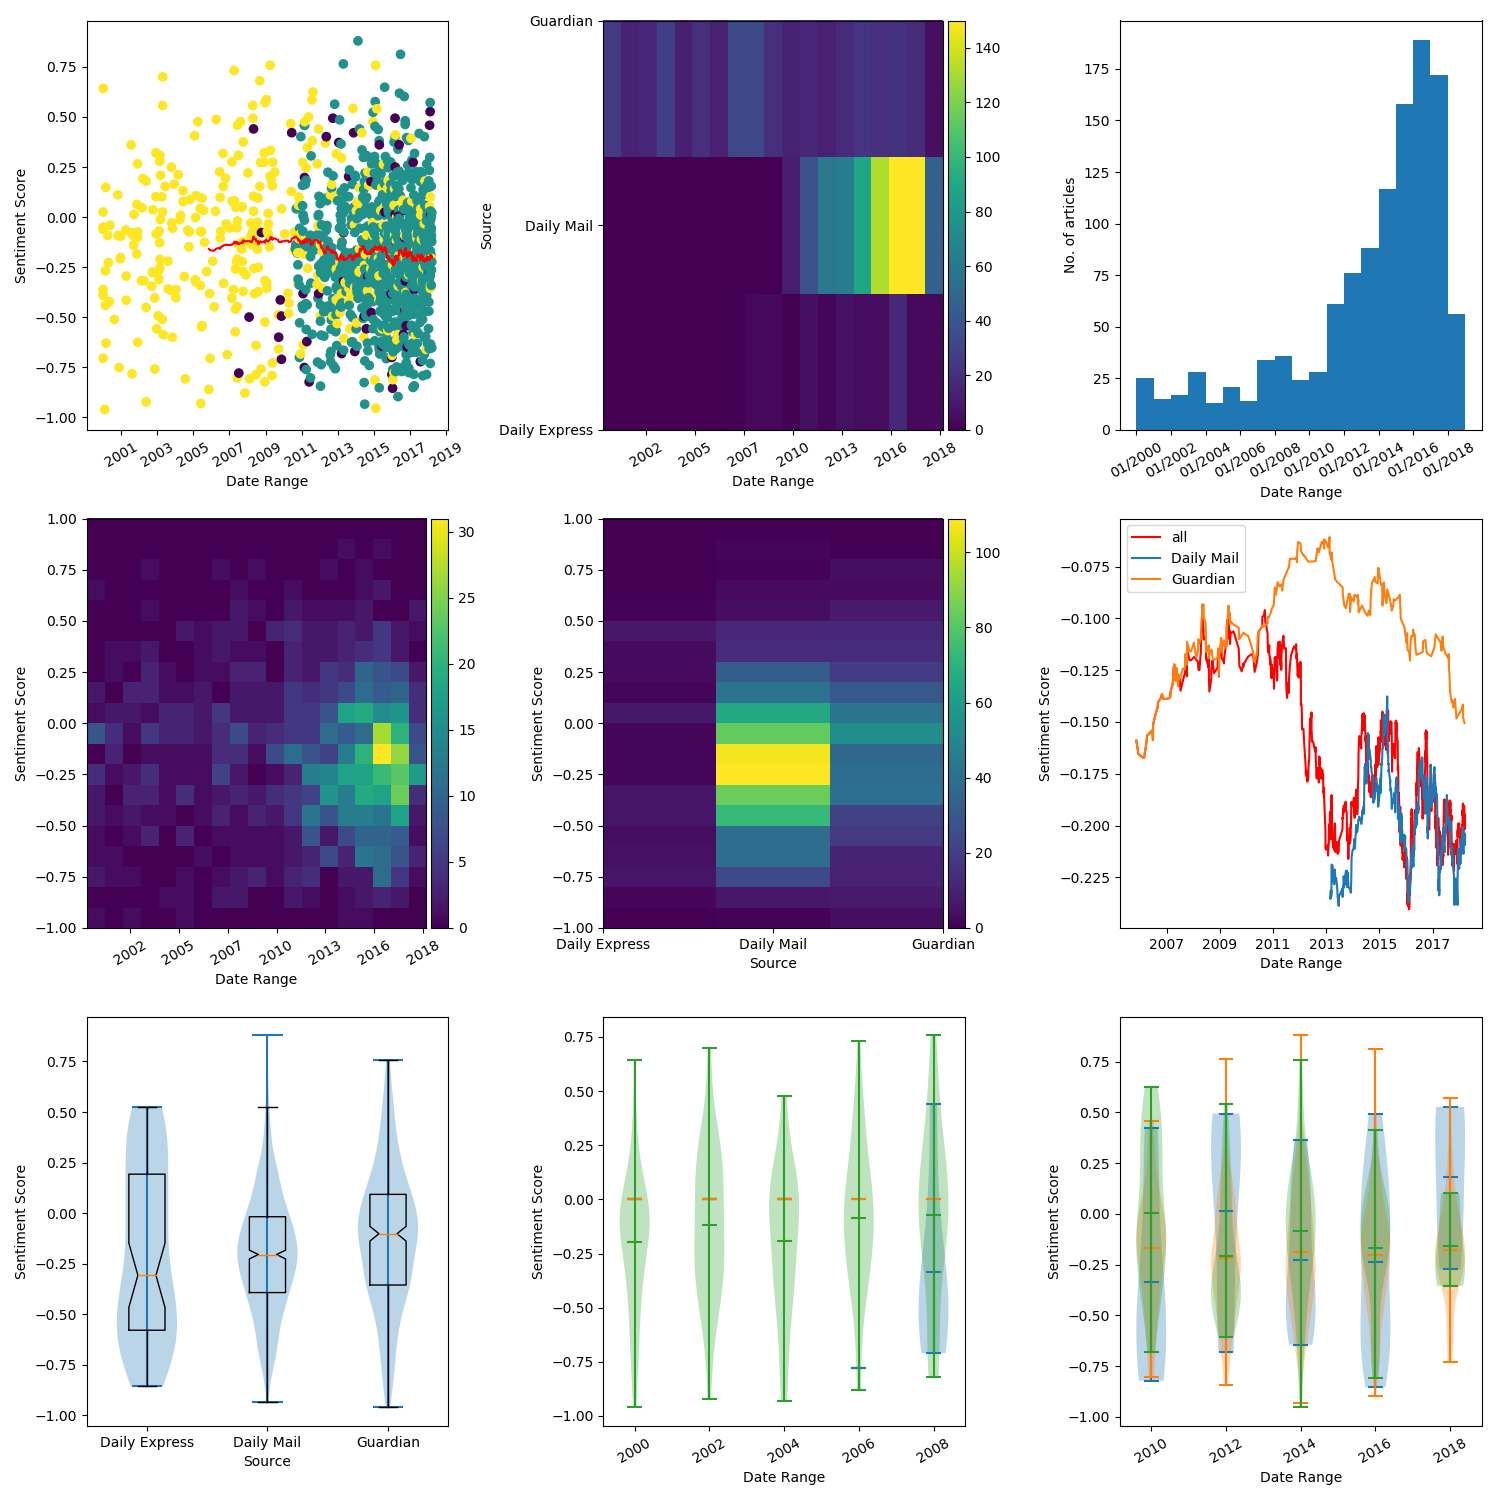 0.75
0.50
0.25
0.00
−0.25
−0.50
−0.75
−1.00
Sentiment Score
2001 2003 2005 2007 2009 2011 2013 2015 2017 2019
Date Range
Guardian
Daily Mail
Daily Express
Source
2002 2005 2007 2010 2013 2016 2018
Date Range
140
120
100
80
60
40
20
0
175
150
125
100
75
50
25
0
No. of articles
01/2000 01/2002 01/2004 01/2006 01/2008 01/2010 01/2012 01/2014 01/2016 01/2018
Date Range
1.00
0.75
0.50
0.25
0.00
−0.25
−0.50
−0.75
−1.00
Sentiment Score
2002 2005 2007 2010 2013 2016 2018
Date Range
30
25
20
15
10
5
0
1.00
0.75
0.50
0.25
0.00
−0.25
−0.50
−0.75
−1.00
Sentiment Score
Daily Express Daily Mail Guardian
Source
100
80
60
40
20
0
all
Daily Mail
Guardian
−0.075
−0.100
−0.125
−0.150
−0.175
−0.200
−0.225
Sentiment Score
2007 2009 2011 2013 2015 2017
Date Range
0.75
0.50
0.25
0.00
−0.25
−0.50
−0.75
−1.00
Sentiment Score
Daily Express Daily Mail Guardian
Source
0.75
0.50
0.25
0.00
−0.25
−0.50
−0.75
−1.00
Sentiment Score
2000 2002 2004 2006 2008
Date Range
0.75
0.50
0.25
0.00
−0.25
−0.50
−0.75
−1.00
Sentiment Score
2010 2012 2014 2016 2018
Date Range